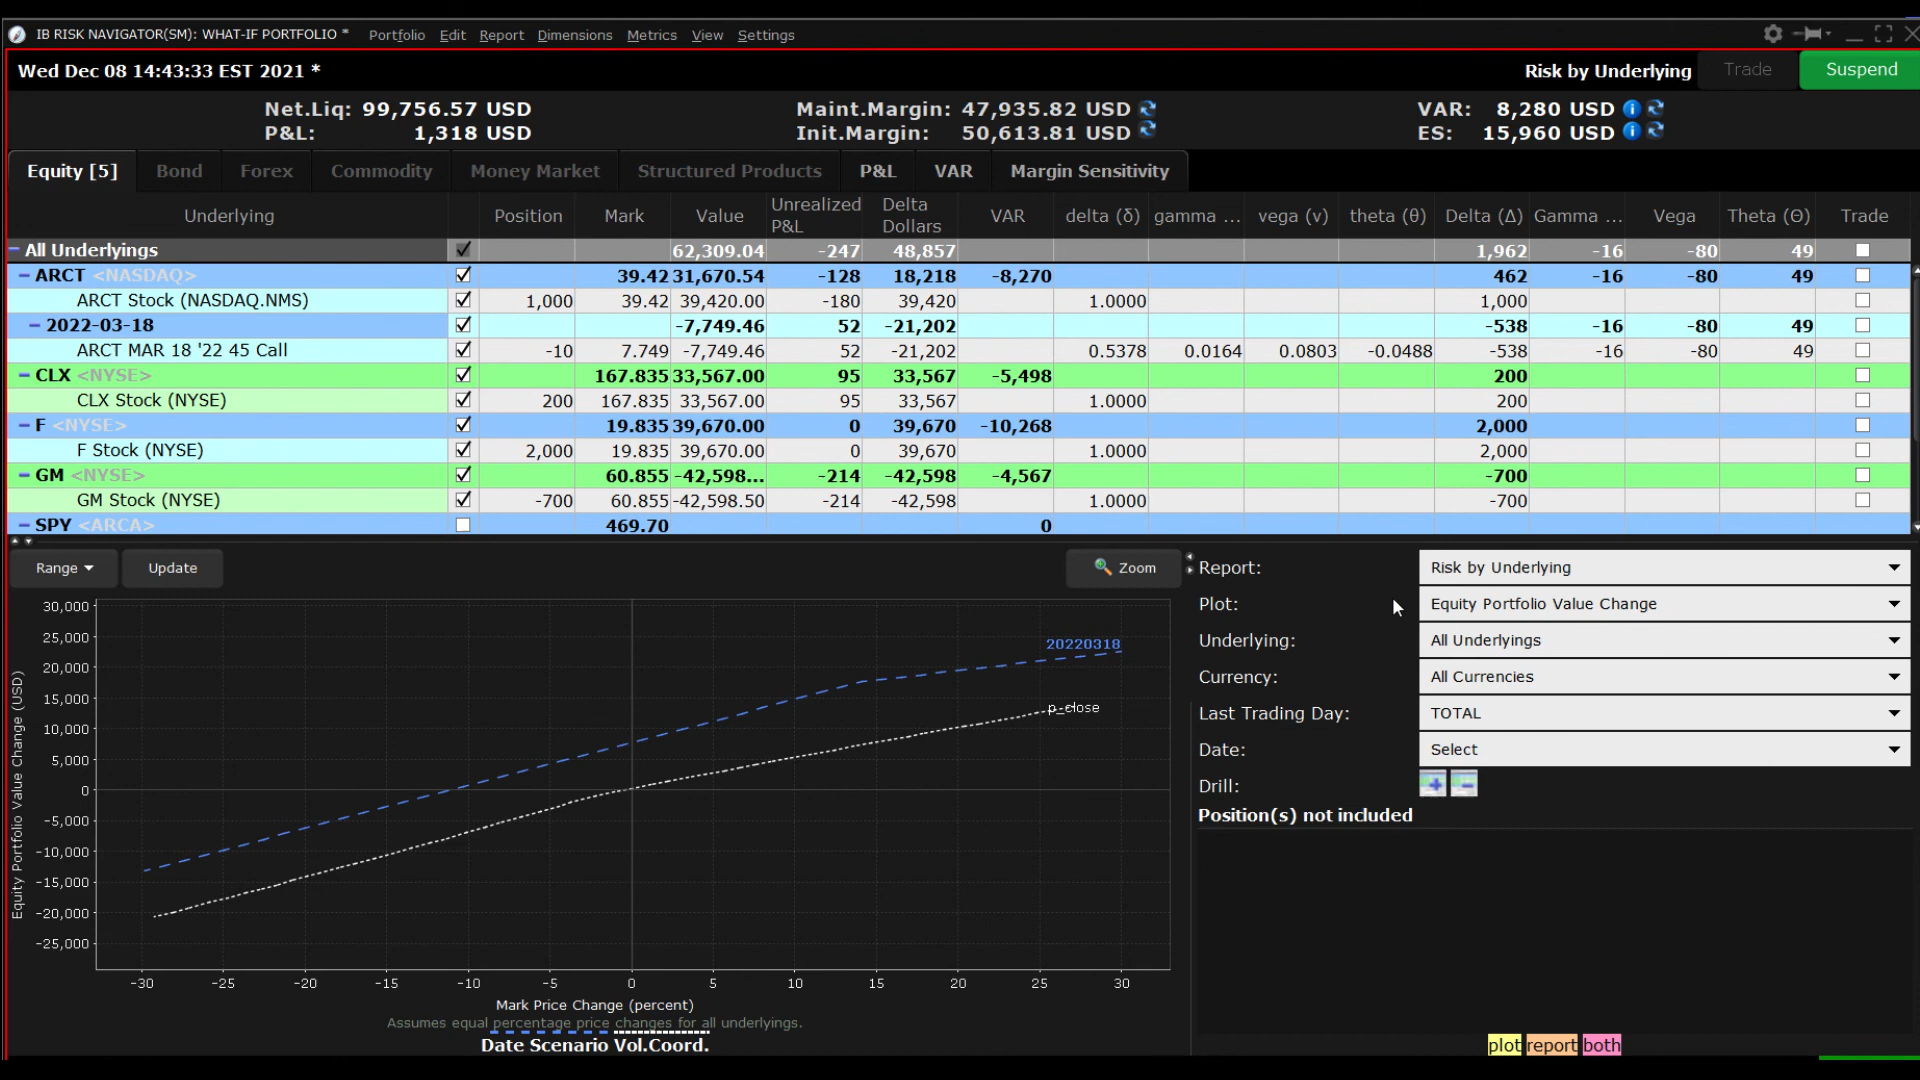 IB RISK NAVIGATOR(SM): WHAT-IF PORTFOLIO * Portfolio Edit Report Dimensions Metrics View Settings
Wed Dec 08 14:43:33 EST 2021 * Risk by Underlying Trade Suspend
Net.Liq: 99,756.57 USD Maint.Margin: 47,935.82 USD VAR: 8,280 USD
P&L: 1,318 USD Init.Margin: 50,613.81 USD ES: 15,960 USD
Equity [5] Bond Forex Commodity Money Market Structured Products P&L VAR Margin Sensitivity
Underlying Position Mark Value Unrealized P&L Delta Dollars VAR delta (δ) gamma ... vega (v) theta (θ) Delta (Δ) Gamma ... Vega Theta (Θ) Trade
All Underlyings 62,309.04 -247 48,857 1,962 -16 -80 49
ARCT <NASDAQ> 39.42 31,670.54 -128 18,218 -8,270 462 -16 -80 49
ARCT Stock (NASDAQ.NMS) 1,000 39.42 39,420.00 -180 39,420 1.0000 1,000
2022-03-18 -7,749.46 52 -21,202 -538 -16 -80 49
ARCT MAR 18 '22 45 Call -10 7.749 -7,749.46 52 -21,202 0.5378 0.0164 0.0803 -0.0488 -538 -16 -80 49
CLX <NYSE> 167.835 33,567.00 95 33,567 -5,498 200
CLX Stock (NYSE) 200 167.835 33,567.00 95 33,567 1.0000 200
F <NYSE> 19.835 39,670.00 0 39,670 -10,268 2,000
F Stock (NYSE) 2,000 19.835 39,670.00 0 39,670 1.0000 2,000
GM <NYSE> 60.855 -42,598... -214 -42,598 -4,567 -700
GM Stock (NYSE) -700 60.855 -42,598.50 -214 -42,598 1.0000 -700
SPY <ARCA> 469.70 0
Range Update Zoom
Report: Risk by Underlying
Plot: Equity Portfolio Value Change
Underlying: All Underlyings
Currency: All Currencies
Last Trading Day: TOTAL
Date: Select
Drill:
Position(s) not included
Equity Portfolio Value Change (USD)
30,000
25,000
20,000
15,000
10,000
5,000
0
-5,000
-10,000
-15,000
-20,000
-25,000
20220318
p_close
-30 -25 -20 -15 -10 -5 0 5 10 15 20 25 30
Mark Price Change (percent)
Assumes equal percentage price changes for all underlyings.
Date Scenario Vol.Coord.
plot report both